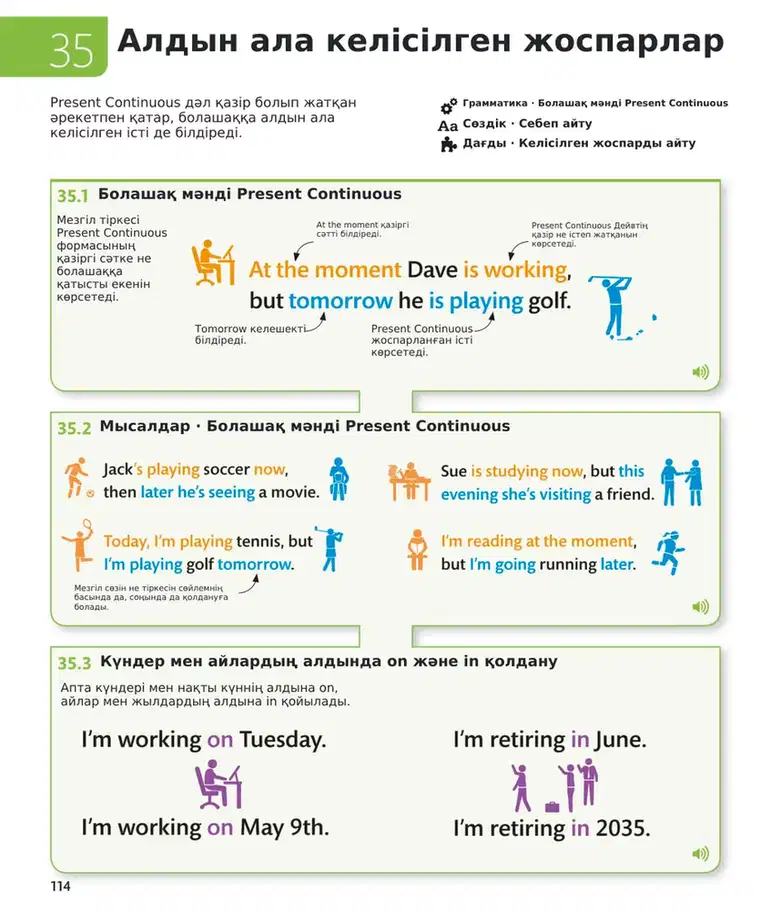 35
Алдын ала келісілген жоспарлар
Present Continuous дәл қазір болып жатқан
әрекетпен қатар, болашаққа алдын ала
келісілген істі де білдіреді.
Грамматика · Болашақ мәнді Present Continuous
Aa Сөздік · Себеп айту
Дағды · Келісілген жоспарды айту
35.1 Болашақ мәнді Present Continuous
Мезгіл тіркесі
Present Continuous
формасының
қазіргі сәтке не
болашаққа
қатысты екенін
көрсетеді.
At the moment қазіргі
сәтті білдіреді.
Present Continuous Дейвтің
қазір не істеп жатқанын
көрсетеді.
At the moment Dave is working,
but tomorrow he is playing golf.
Tomorrow келешекті
білдіреді.
Present Continuous
жоспарланған істі
көрсетеді.
35.2 Мысалдар · Болашақ мәнді Present Continuous
Jack's playing soccer now,
then later he's seeing a movie.
Sue is studying now, but this
evening she's visiting a friend.
Today, I'm playing tennis, but
I'm playing golf tomorrow.
Мезгіл сөзін не тіркесін сөйлемнің
басында да, соңында да қолдануға
болады.
I'm reading at the moment,
but I'm going running later.
35.3 Күндер мен айлардың алдында on және in қолдану
Апта күндері мен нақты күннің алдына on,
айлар мен жылдардың алдына in қойылады.
I'm working on Tuesday.
I'm working on May 9th.
I'm retiring in June.
I'm retiring in 2035.
114